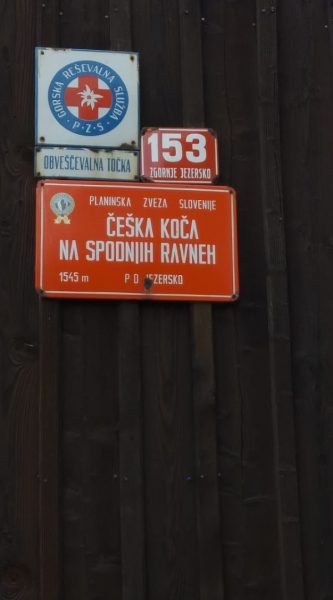 GORSKA REŠEVALNA SLUŽBA
· P·Z·S ·
OBVEŠČEVALNA TOČKA
153
ZGORNJE JEZERSKO
PLANINSKA ZVEZA SLOVENIJE
ČEŠKA KOČA
NA SPODNJIH RAVNEH
1545 m P D JEZERSKO